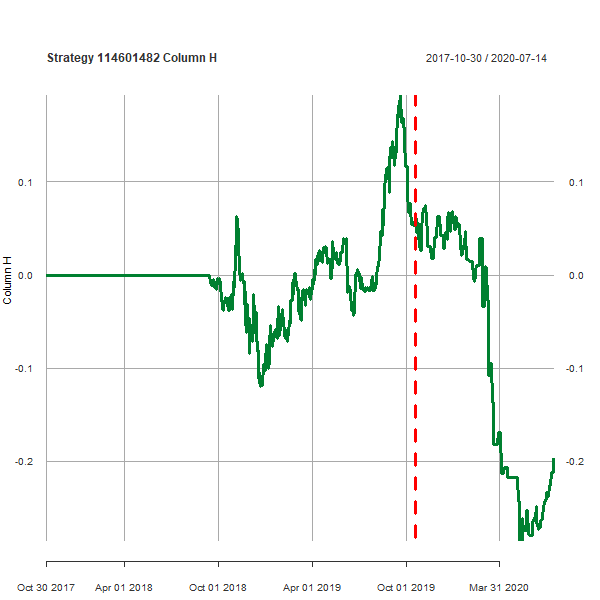 Strategy 114601482 Column H
2017-10-30 / 2020-07-14
Column H
0.1
0.1
0.0
0.0
-0.1
-0.1
-0.2
-0.2
Oct 30 2017
Apr 01 2018
Oct 01 2018
Apr 01 2019
Oct 01 2019
Mar 31 2020